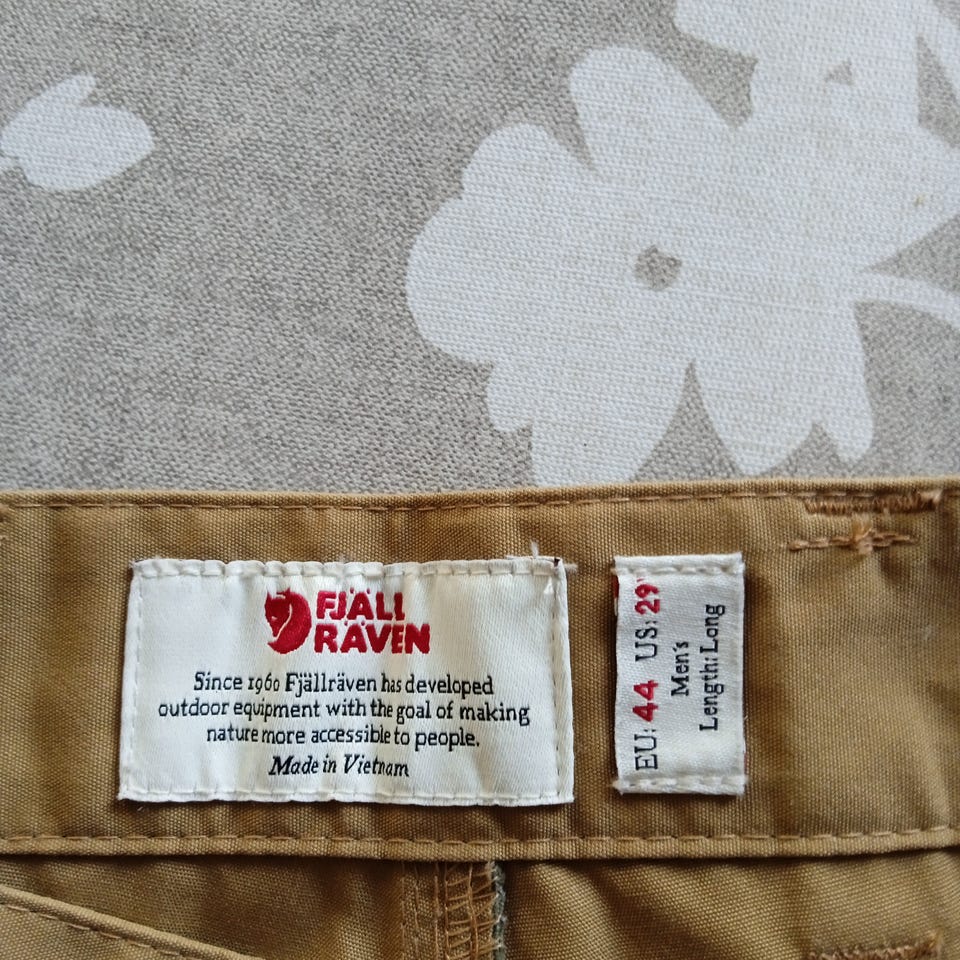 FJÄLL
RÄVEN
Since 1960 Fjällräven has developed
outdoor equipment with the goal of making
nature more accessible to people.
Made in Vietnam
EU: 44 US: 29"
Men's
Length: Long